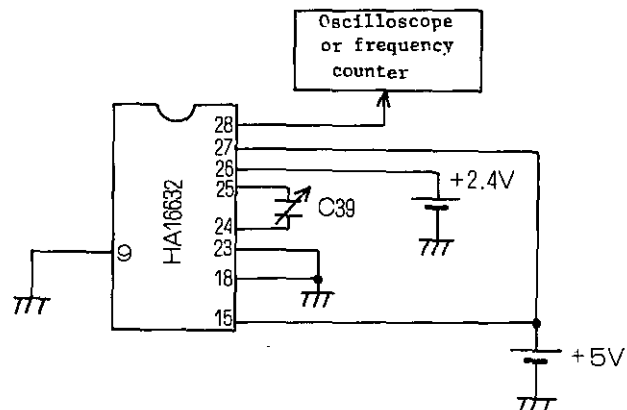 Oscilloscope
or frequency
counter
28
27
26
25
24
23
18
15
9
HA16632
C39
+2.4V
+5V